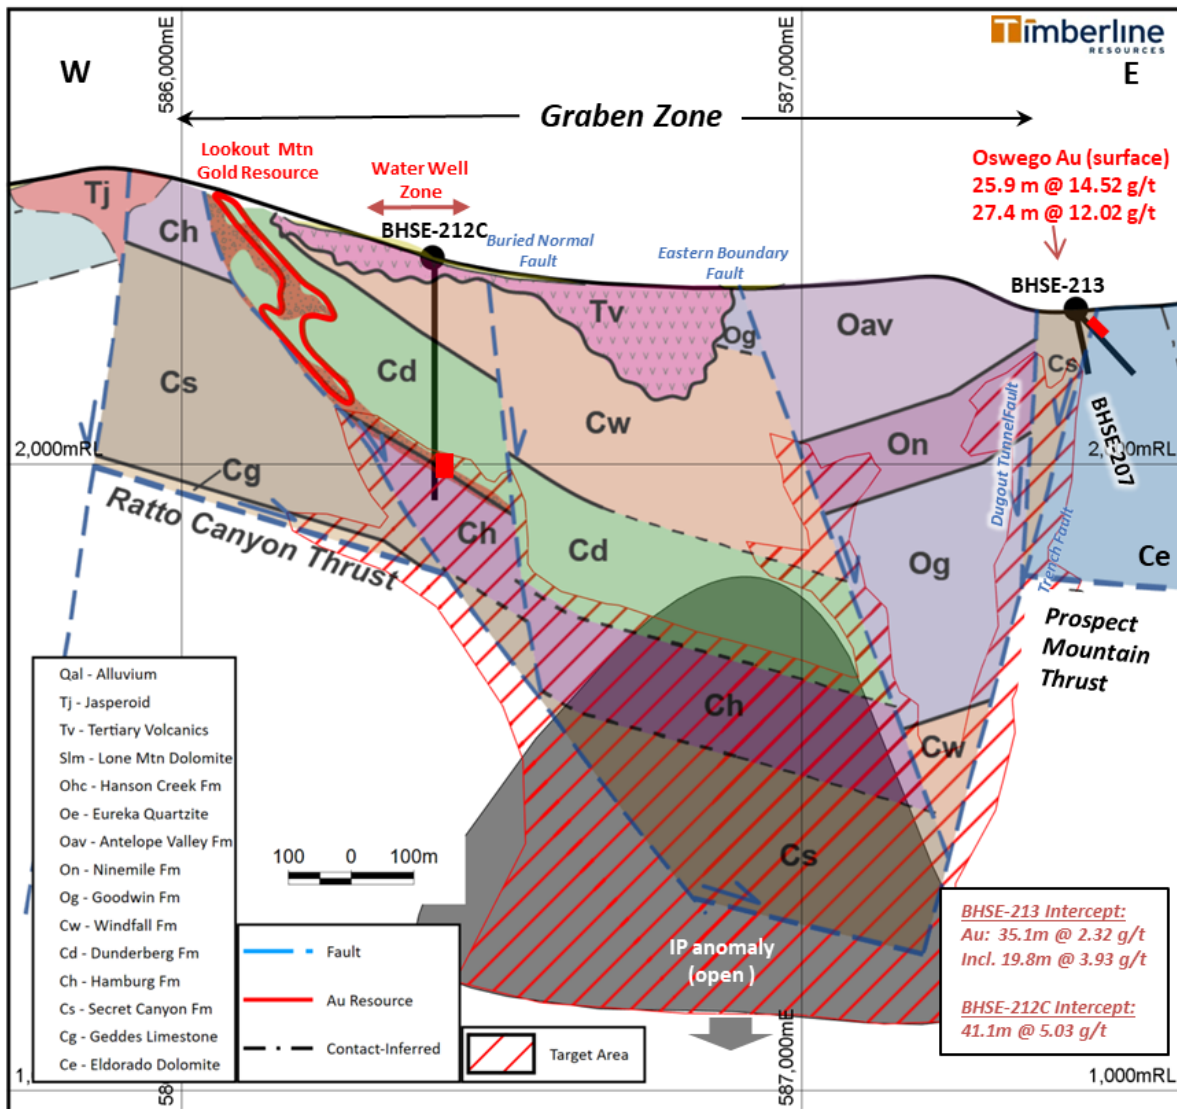 Timberline
RESOURCES
W
E
586,000mE
587,000mE
Graben Zone
Lookout Mtn
Gold Resource
Water Well
Zone
BHSE-212C
Buried Normal
Fault
Eastern Boundary
Fault
Oswego Au (surface)
25.9 m @ 14.52 g/t
27.4 m @ 12.02 g/t
BHSE-213
Tj
Ch
Tv
Og
Oav
Cs
Cd
Cs
Cw
On
2,000mRL
Cg
Dugout TunnelFault
BHSE-207
Ratto Canyon Thrust
Ch
Cd
Og
Trench Fault
Ce
Prospect
Mountain
Thrust
Ch
Cw
Cs
Qal - Alluvium
Tj - Jasperoid
Tv - Tertiary Volcanics
Slm - Lone Mtn Dolomite
Ohc - Hanson Creek Fm
Oe - Eureka Quartzite
Oav - Antelope Valley Fm
On - Ninemile Fm
Og - Goodwin Fm
Cw - Windfall Fm
Cd - Dunderberg Fm
Ch - Hamburg Fm
Cs - Secret Canyon Fm
Cg - Geddes Limestone
Ce - Eldorado Dolomite
100 0 100m
Fault
Au Resource
Contact-Inferred
Target Area
IP anomaly
(open )
BHSE-213 Intercept:
Au: 35.1m @ 2.32 g/t
Incl. 19.8m @ 3.93 g/t
BHSE-212C Intercept:
41.1m @ 5.03 g/t
587,000mE
1,000mRL